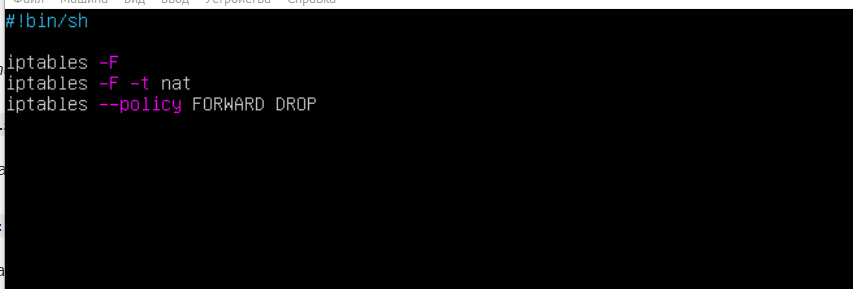 Файл Машина Вид Ввод Устройства Справка
#!bin/sh
iptables -F
iptables -F -t nat
iptables --policy FORWARD DROP